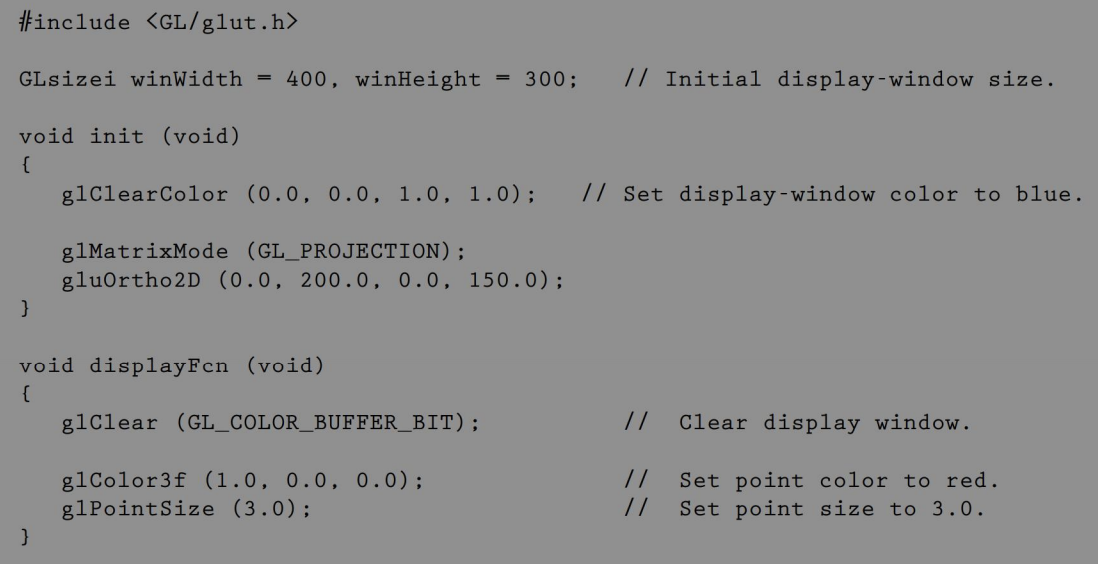 #include <GL/glut.h>
GLsizei winWidth = 400, winHeight = 300;   // Initial display-window size.
void init (void)
{
   glClearColor (0.0, 0.0, 1.0, 1.0);   // Set display-window color to blue.
   glMatrixMode (GL_PROJECTION);
   gluOrtho2D (0.0, 200.0, 0.0, 150.0);
}
void displayFcn (void)
{
   glClear (GL_COLOR_BUFFER_BIT);          //  Clear display window.
   glColor3f (1.0, 0.0, 0.0);              //  Set point color to red.
   glPointSize (3.0);                      //  Set point size to 3.0.
}